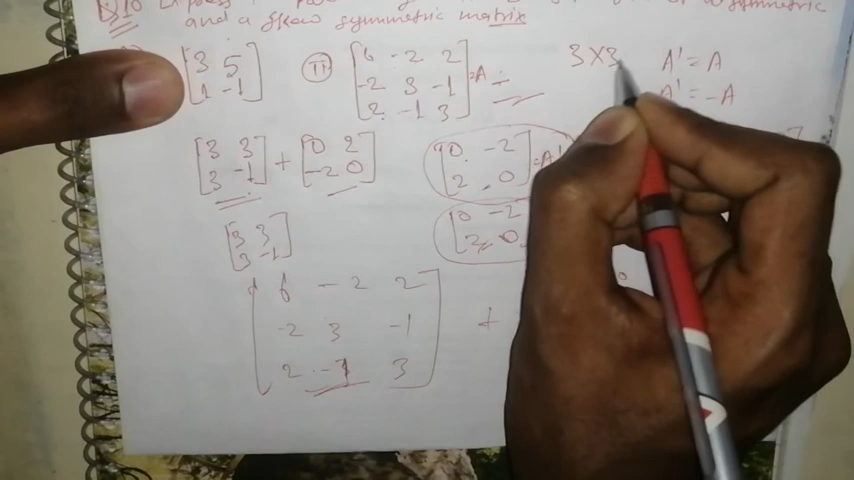 Q.10
symmetric
and a skew symmetric matrix
[3 5
1 -1]
(II) [6 -2 2
-2 3 -1
2 -1 3] = A
3 × 3
A' = A
A' = -A
[3 3
3 -1] + [0 2
-2 0]
[0 -2
2 0] = A'
[3 3
3 -1]
[0 -2
2 0
[6 -2 2
-2 3 -1
2 -1 3] +